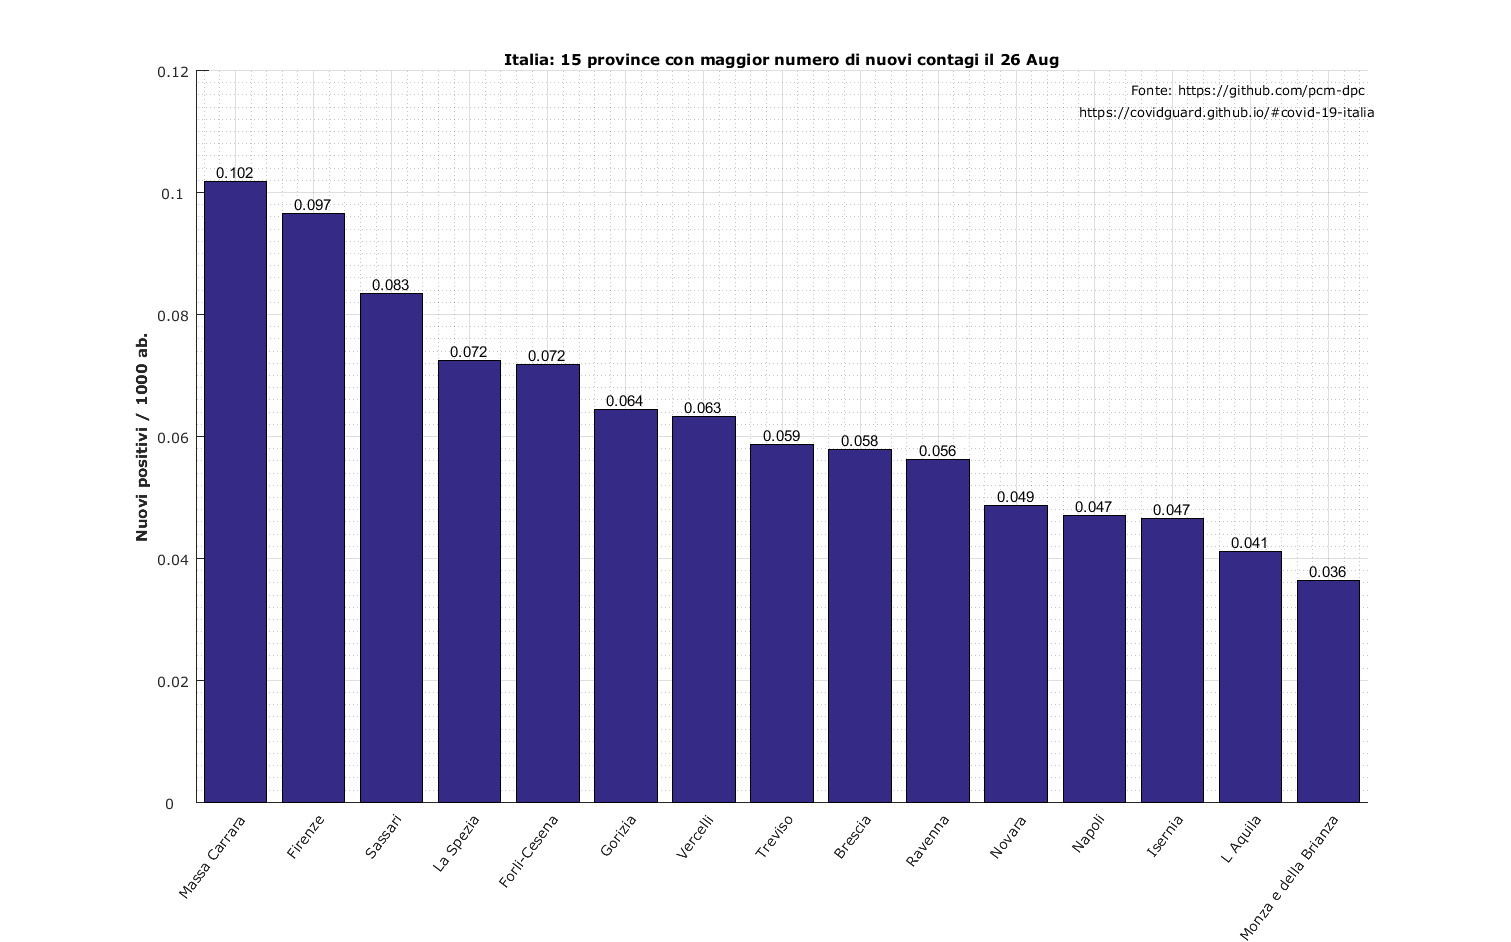 Italia: 15 province con maggior numero di nuovi contagi il 26 Aug
Fonte: https://github.com/pcm-dpc
https://covidguard.github.io/#covid-19-italia
Nuovi positivi / 1000 ab.
0.12
0.1
0.08
0.06
0.04
0.02
0
0.102
0.097
0.083
0.072
0.072
0.064
0.063
0.059
0.058
0.056
0.049
0.047
0.047
0.041
0.036
Massa Carrara
Firenze
Sassari
La Spezia
Forlì-Cesena
Gorizia
Vercelli
Treviso
Brescia
Ravenna
Novara
Napoli
Isernia
L Aquila
Monza e della Brianza